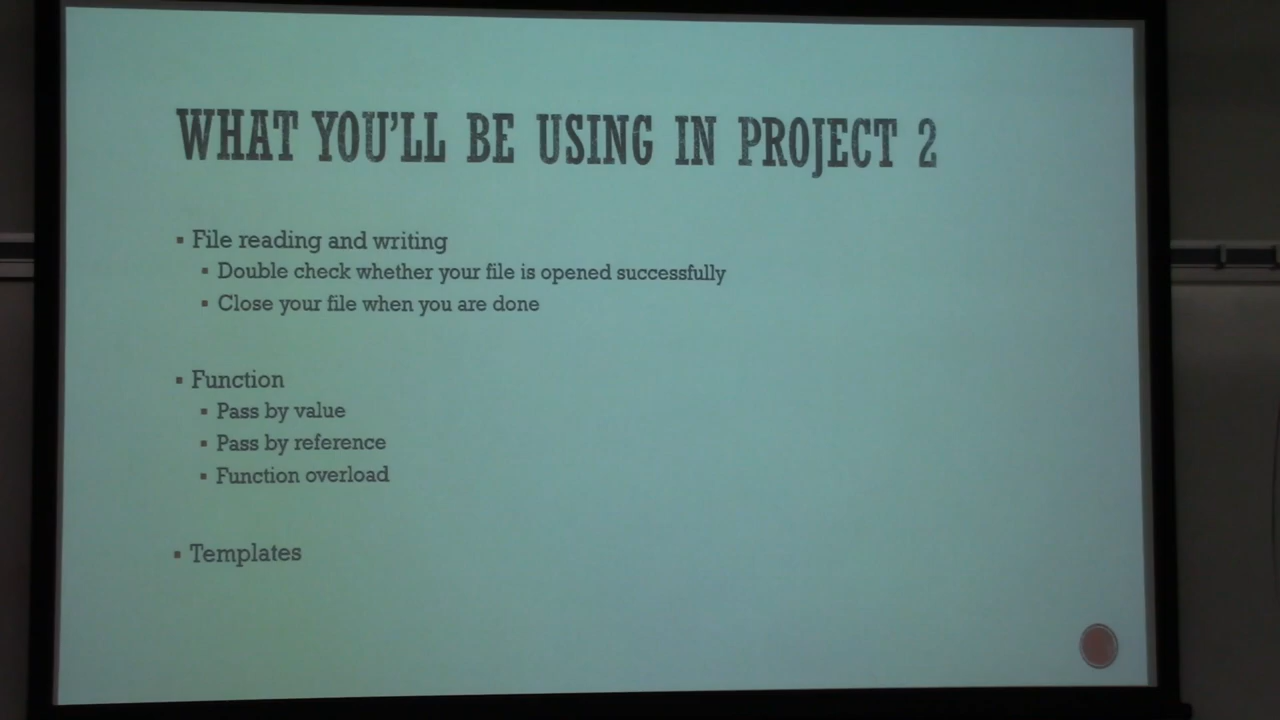 WHAT YOU'LL BE USING IN PROJECT 2
▪ File reading and writing
▪ Double check whether your file is opened successfully
▪ Close your file when you are done
▪ Function
▪ Pass by value
▪ Pass by reference
▪ Function overload
▪ Templates